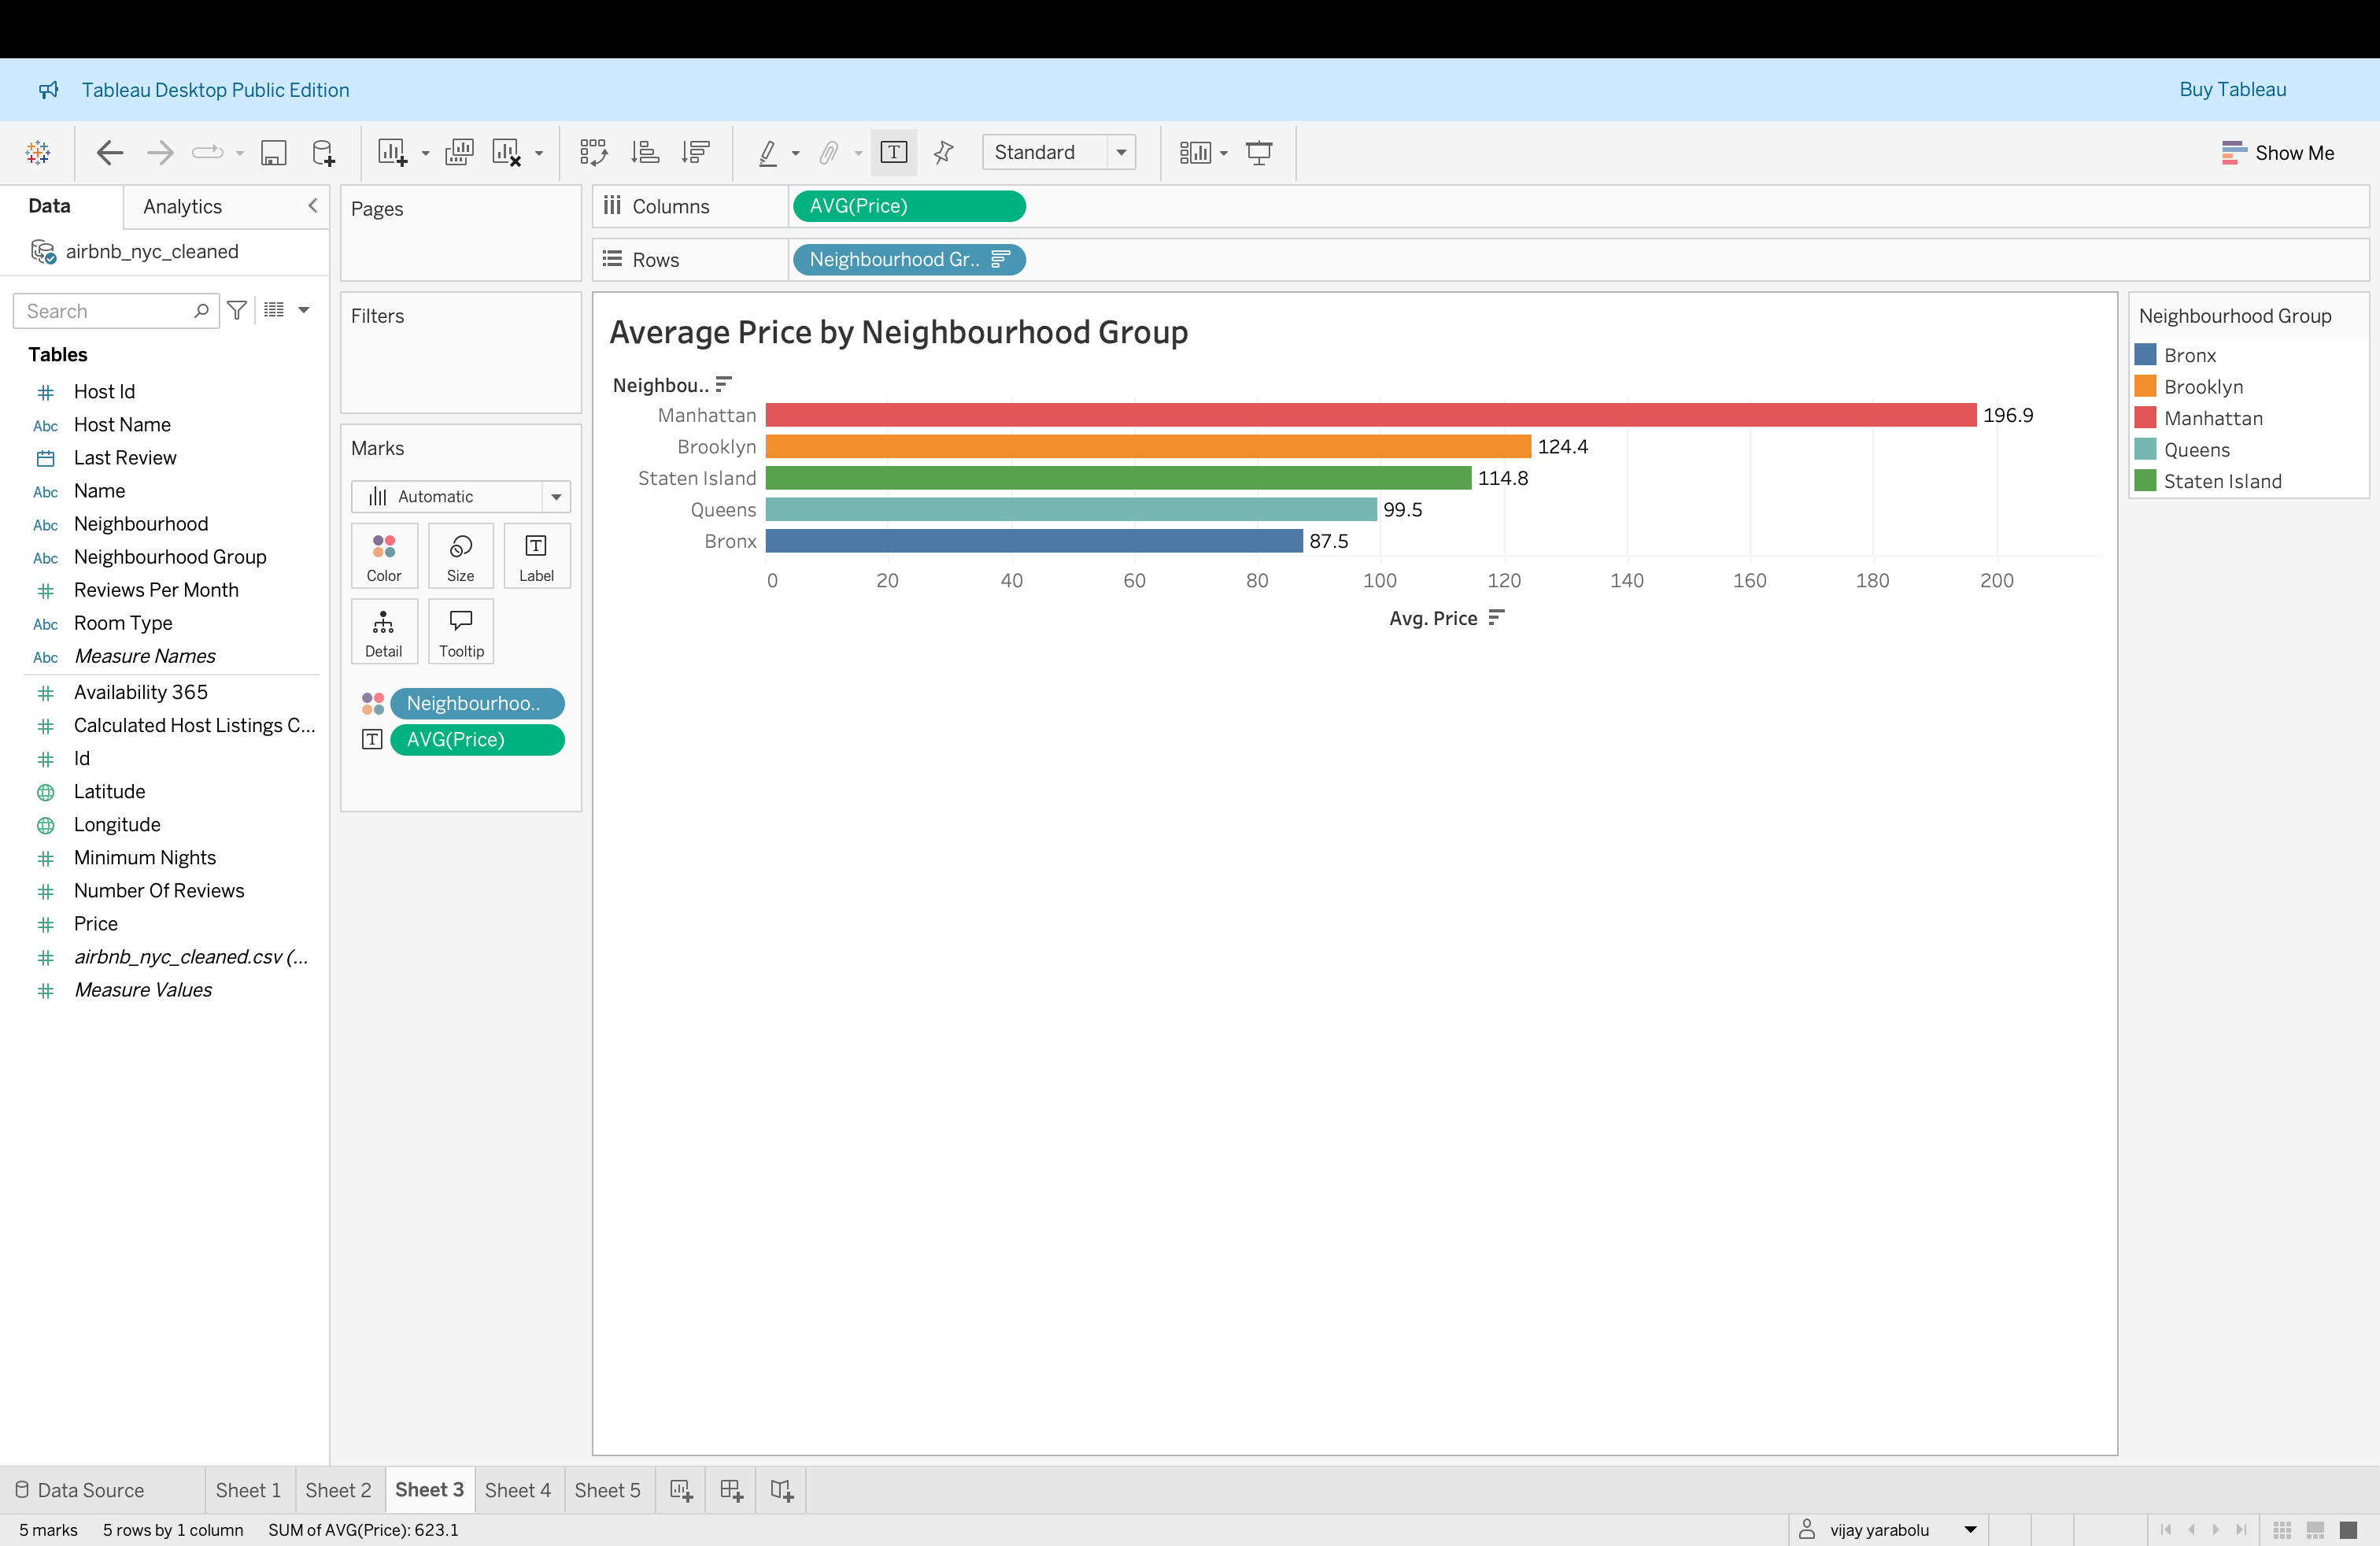 Tableau Desktop Public Edition
Buy Tableau
Standard
Show Me
Data
Analytics
airbnb_nyc_cleaned
Search
Tables
Host Id
Abc Host Name
Last Review
Abc Name
Abc Neighbourhood
Abc Neighbourhood Group
Reviews Per Month
Abc Room Type
Abc Measure Names
Availability 365
Calculated Host Listings C...
Id
Latitude
Longitude
Minimum Nights
Number Of Reviews
Price
airbnb_nyc_cleaned.csv (...
Measure Values
Pages
Filters
Marks
Automatic
Color Size Label
Detail Tooltip
Neighbourhoo..
AVG(Price)
Columns AVG(Price)
Rows Neighbourhood Gr..
Average Price by Neighbourhood Group
Neighbou..
Manhattan 196.9
Brooklyn 124.4
Staten Island 114.8
Queens 99.5
Bronx 87.5
0 20 40 60 80 100 120 140 160 180 200
Avg. Price
Neighbourhood Group
Bronx
Brooklyn
Manhattan
Queens
Staten Island
Data Source Sheet 1 Sheet 2 Sheet 3 Sheet 4 Sheet 5
5 marks 5 rows by 1 column SUM of AVG(Price): 623.1
vijay yarabolu